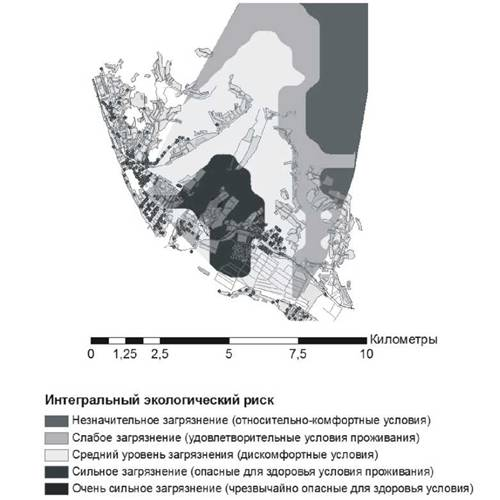 Километры
0 1,25 2,5 5 7,5 10
Интегральный экологический риск
Незначительное загрязнение (относительно-комфортные условия)
Слабое загрязнение (удовлетворительные условия проживания)
Средний уровень загрязнения (дискомфортные условия)
Сильное загрязнение (опасные для здоровья условия проживания)
Очень сильное загрязнение (чрезвычайно опасные для здоровья условия)